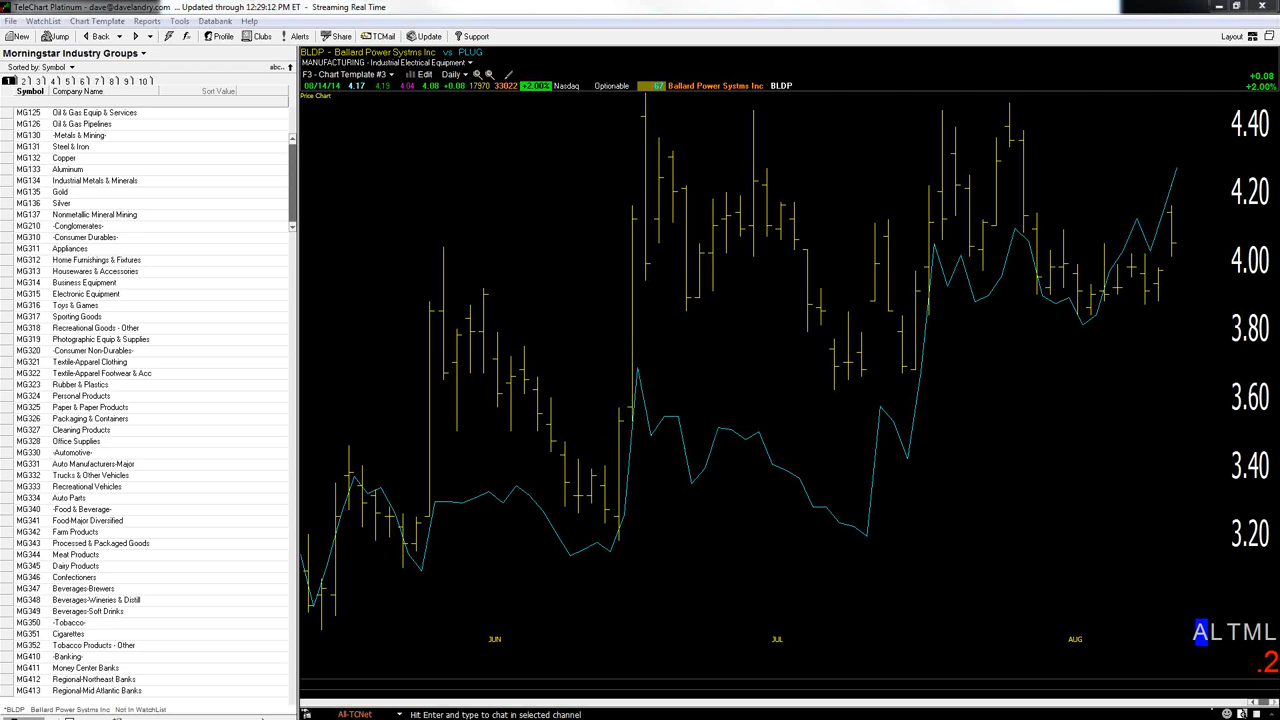 TeleChart Platinum - dave@davelandry.com ... Updated through 12:29:12 PM ET - Streaming Real Time
File WatchList Chart Template Reports Tools Databank Help
New Jump Back Profile Clubs Alerts Share TCMail Update Support Layout
Morningstar Industry Groups
Sorted by: Symbol abc..
1 2 3 4 5 6 7 8 9 10
Symbol Company Name Sort Value
MG125 Oil & Gas Equip & Services
MG126 Oil & Gas Pipelines
MG130 -Metals & Mining-
MG131 Steel & Iron
MG132 Copper
MG133 Aluminum
MG134 Industrial Metals & Minerals
MG135 Gold
MG136 Silver
MG137 Nonmetallic Mineral Mining
MG210 -Conglomerates-
MG310 -Consumer Durables-
MG311 Appliances
MG312 Home Furnishings & Fixtures
MG313 Housewares & Accessories
MG314 Business Equipment
MG315 Electronic Equipment
MG316 Toys & Games
MG317 Sporting Goods
MG318 Recreational Goods - Other
MG319 Photographic Equip & Supplies
MG320 -Consumer Non-Durables-
MG321 Textile-Apparel Clothing
MG322 Textile-Apparel Footwear & Acc
MG323 Rubber & Plastics
MG324 Personal Products
MG325 Paper & Paper Products
MG326 Packaging & Containers
MG327 Cleaning Products
MG328 Office Supplies
MG330 -Automotive-
MG331 Auto Manufacturers-Major
MG332 Trucks & Other Vehicles
MG333 Recreational Vehicles
MG334 Auto Parts
MG340 -Food & Beverage-
MG341 Food-Major Diversified
MG342 Farm Products
MG343 Processed & Packaged Goods
MG344 Meat Products
MG345 Dairy Products
MG346 Confectioners
MG347 Beverages-Brewers
MG348 Beverages-Wineries & Distill
MG349 Beverages-Soft Drinks
MG350 -Tobacco-
MG351 Cigarettes
MG352 Tobacco Products - Other
MG410 -Banking-
MG411 Money Center Banks
MG412 Regional-Northeast Banks
MG413 Regional-Mid Atlantic Banks
*BLDP Ballard Power Systms Inc Not In WatchList
BLDP - Ballard Power Systms Inc vs PLUG
MANUFACTURING - Industrial Electrical Equipment
F3 - Chart Template #3 Edit Daily
08/14/14 4.17 4.19 4.04 4.08 +0.08 17970 33022 +2.00% Nasdaq Optionable 67 Ballard Power Systms Inc BLDP
+0.08
+2.00%
Price Chart
4.40
4.20
4.00
3.80
3.60
3.40
3.20
JUN JUL AUG
ALTML
.2
All-TCNet Hit Enter and type to chat in selected channel